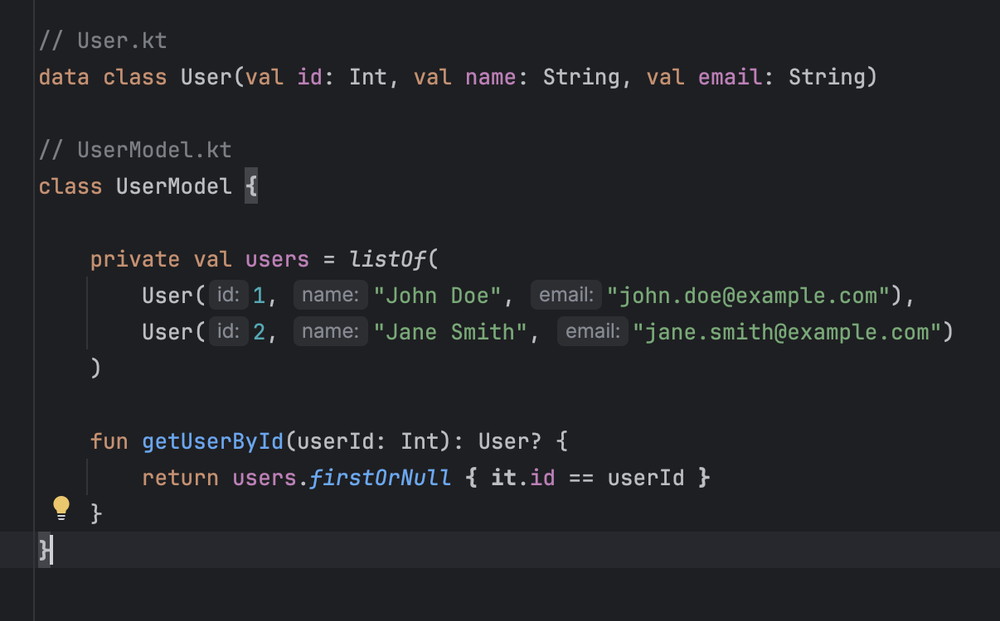 // User.kt
data class User(val id: Int, val name: String, val email: String)
// UserModel.kt
class UserModel {
private val users = listOf(
User( id: 1, name: "John Doe", email: "john.doe@example.com"),
User( id: 2, name: "Jane Smith", email: "jane.smith@example.com")
)
fun getUserById(userId: Int): User? {
return users.firstOrNull { it.id == userId }
}
}